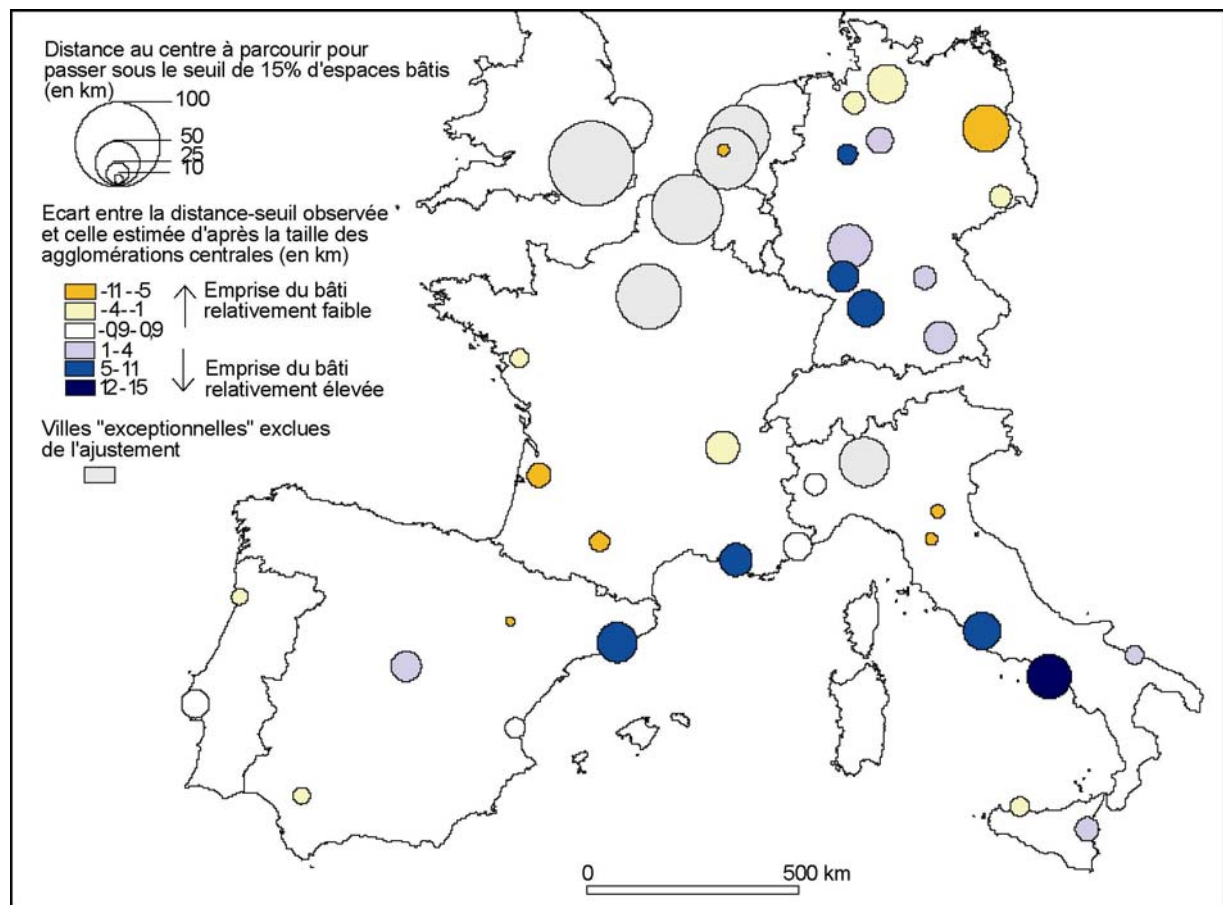 Distance au centre à parcourir pour
passer sous le seuil de 15% d'espaces bâtis
(en km)
100
50
25
10
Ecart entre la distance-seuil observée
et celle estimée d'après la taille des
agglomérations centrales (en km)
-11--5
-4--1
-0,9-0,9
1-4
5-11
12-15
Emprise du bâti
relativement faible
Emprise du bâti
relativement élevée
Villes "exceptionnelles" exclues
de l'ajustement
0
500 km